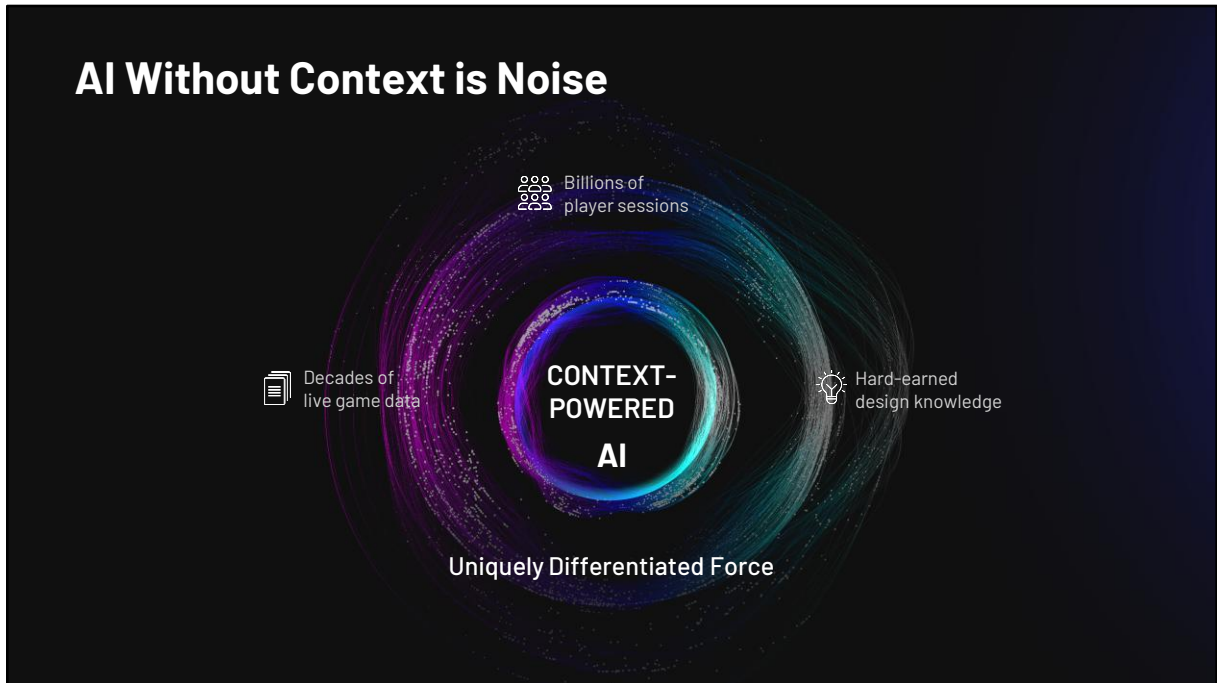 AI Without Context is Noise
Billions of
player sessions
Decades of
live game data
CONTEXT-
POWERED
AI
Hard-earned
design knowledge
Uniquely Differentiated Force